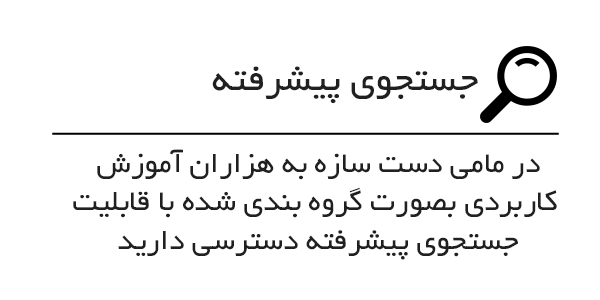 جستجوی پیشرفته
در مامی دست سازه به هزاران آموزش
کاربردی بصورت گروه بندی شده با قابلیت
جستجوی پیشرفته دسترسی دارید